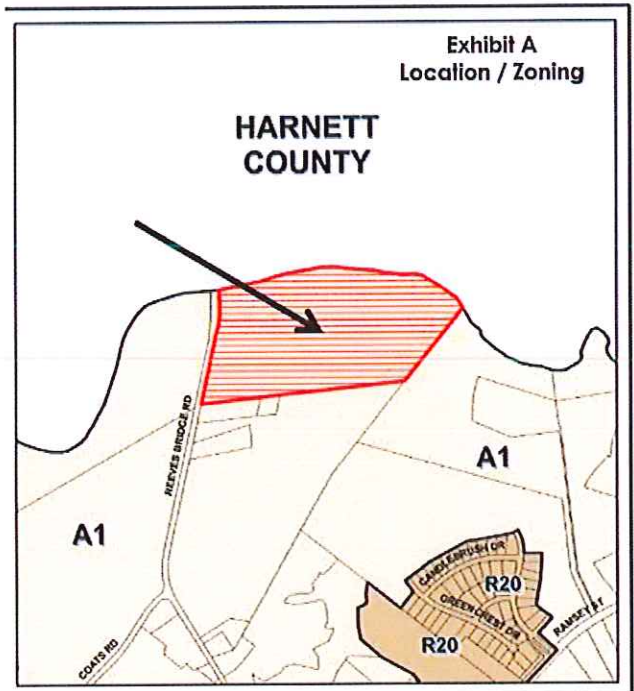 Exhibit A
Location / Zoning
HARNETT
COUNTY
REEVES BRIDGE RD
A1
A1
CANDLEBRUSH DR
R20
GREEN CREST DR
RAMSEY ST
R20
COATS RD